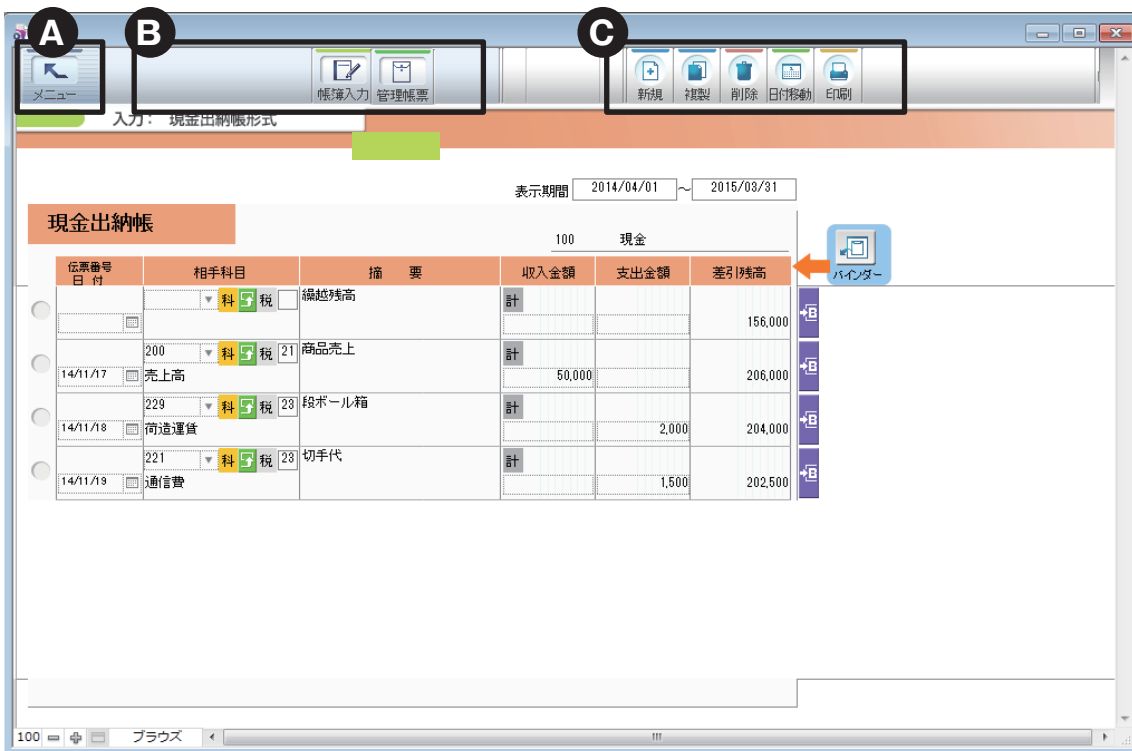 A B C
メニュー 帳簿入力 管理帳票 新規 複製 削除 日付移動 印刷
入力： 現金出納帳形式
表示期間 2014/04/01 ～ 2015/03/31
現金出納帳
100 現金
バインダー
伝票番号 日 付 相手科目 摘 要 収入金額 支出金額 差引残高
科 税 繰越残高 計
156,000 B
200 科 税 21 商品売上 計
14/11/17 売上高 50,000 206,000 B
229 科 税 23 段ボール箱 計
14/11/18 荷造運賃 2,000 204,000 B
221 科 税 23 切手代 計
14/11/19 通信費 1,500 202,500 B
100 ブラウズ